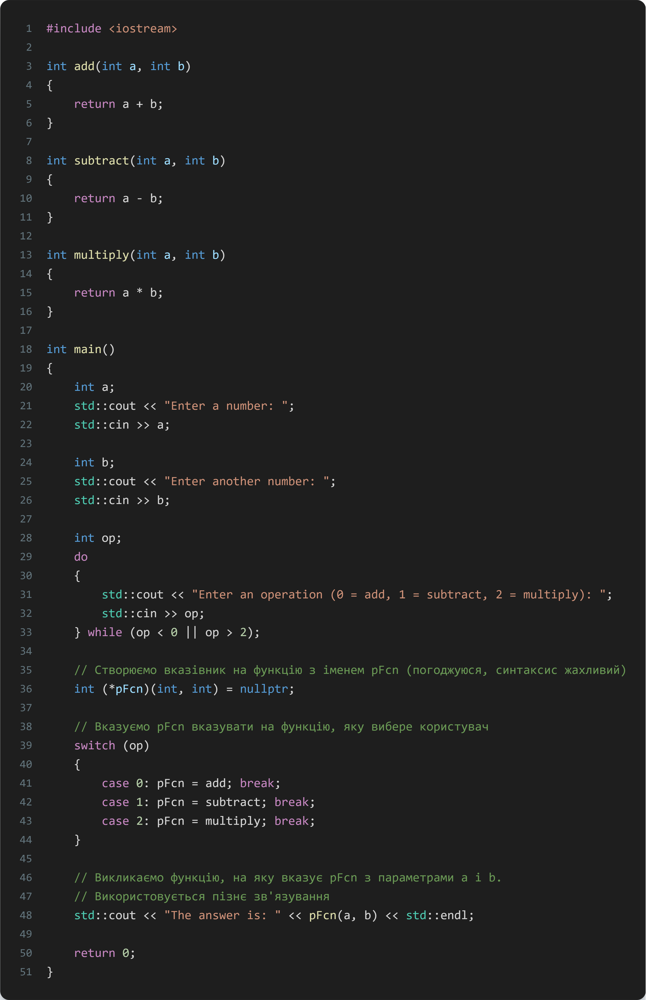 1 #include <iostream>
2
3 int add(int a, int b)
4 {
5     return a + b;
6 }
7
8 int subtract(int a, int b)
9 {
10     return a - b;
11 }
12
13 int multiply(int a, int b)
14 {
15     return a * b;
16 }
17
18 int main()
19 {
20     int a;
21     std::cout << "Enter a number: ";
22     std::cin >> a;
23
24     int b;
25     std::cout << "Enter another number: ";
26     std::cin >> b;
27
28     int op;
29     do
30     {
31         std::cout << "Enter an operation (0 = add, 1 = subtract, 2 = multiply): ";
32         std::cin >> op;
33     } while (op < 0 || op > 2);
34
35     // Створюємо вказівник на функцію з іменем pFcn (погоджуюся, синтаксис жахливий)
36     int (*pFcn)(int, int) = nullptr;
37
38     // Вказуємо pFcn вказувати на функцію, яку вибере користувач
39     switch (op)
40     {
41         case 0: pFcn = add; break;
42         case 1: pFcn = subtract; break;
43         case 2: pFcn = multiply; break;
44     }
45
46     // Викликаємо функцію, на яку вказує pFcn з параметрами a і b.
47     // Використовується пізнє зв'язування
48     std::cout << "The answer is: " << pFcn(a, b) << std::endl;
49
50     return 0;
51 }